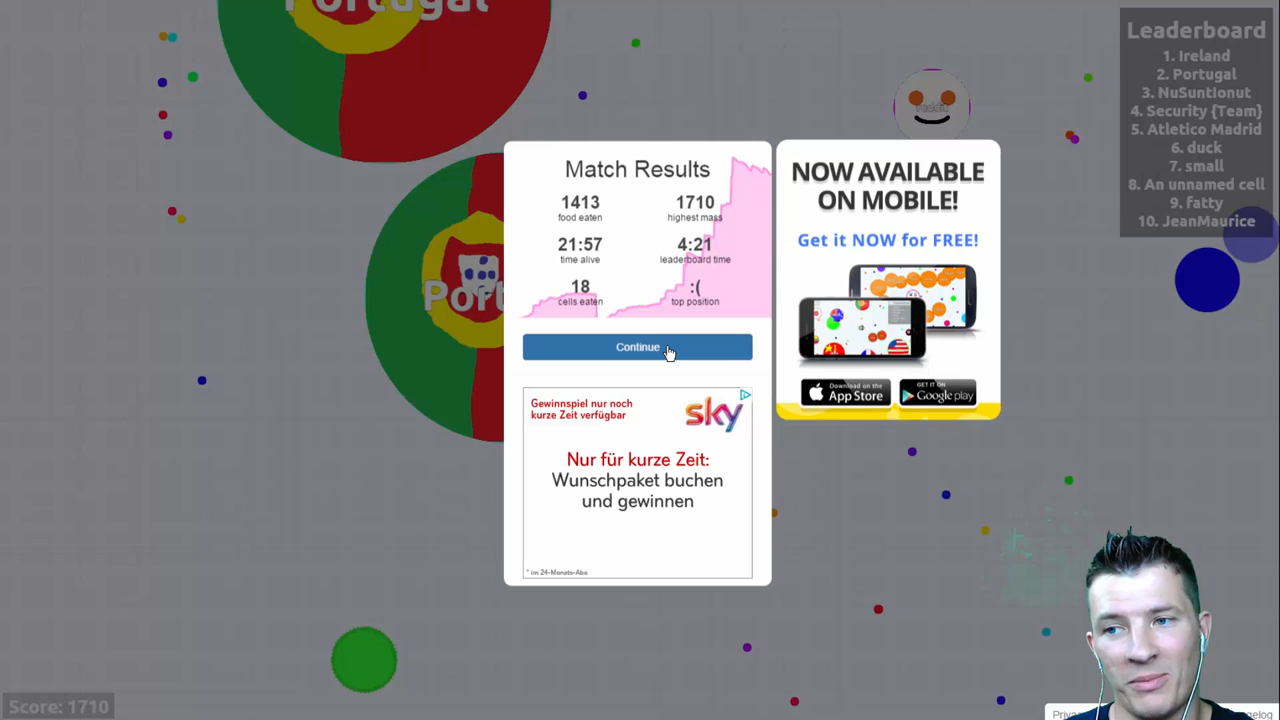 Portugal
Leaderboard
1. Ireland
2. Portugal
3. NuSuntIonut
4. Security {Team}
5. Atletico Madrid
6. duck
7. small
8. An unnamed cell
9. fatty
10. JeanMaurice
reddit
Match Results
1413
food eaten
1710
highest mass
21:57
time alive
4:21
leaderboard time
18
cells eaten
:(
top position
Continue
NOW AVAILABLE
ON MOBILE!
Get it NOW for FREE!
Download on the
App Store
GET IT ON
Google play
Port
Gewinnspiel nur noch
kurze Zeit verfügbar
sky
Nur für kurze Zeit:
Wunschpaket buchen
und gewinnen
* im 24-Monats-Abo
Score: 1710